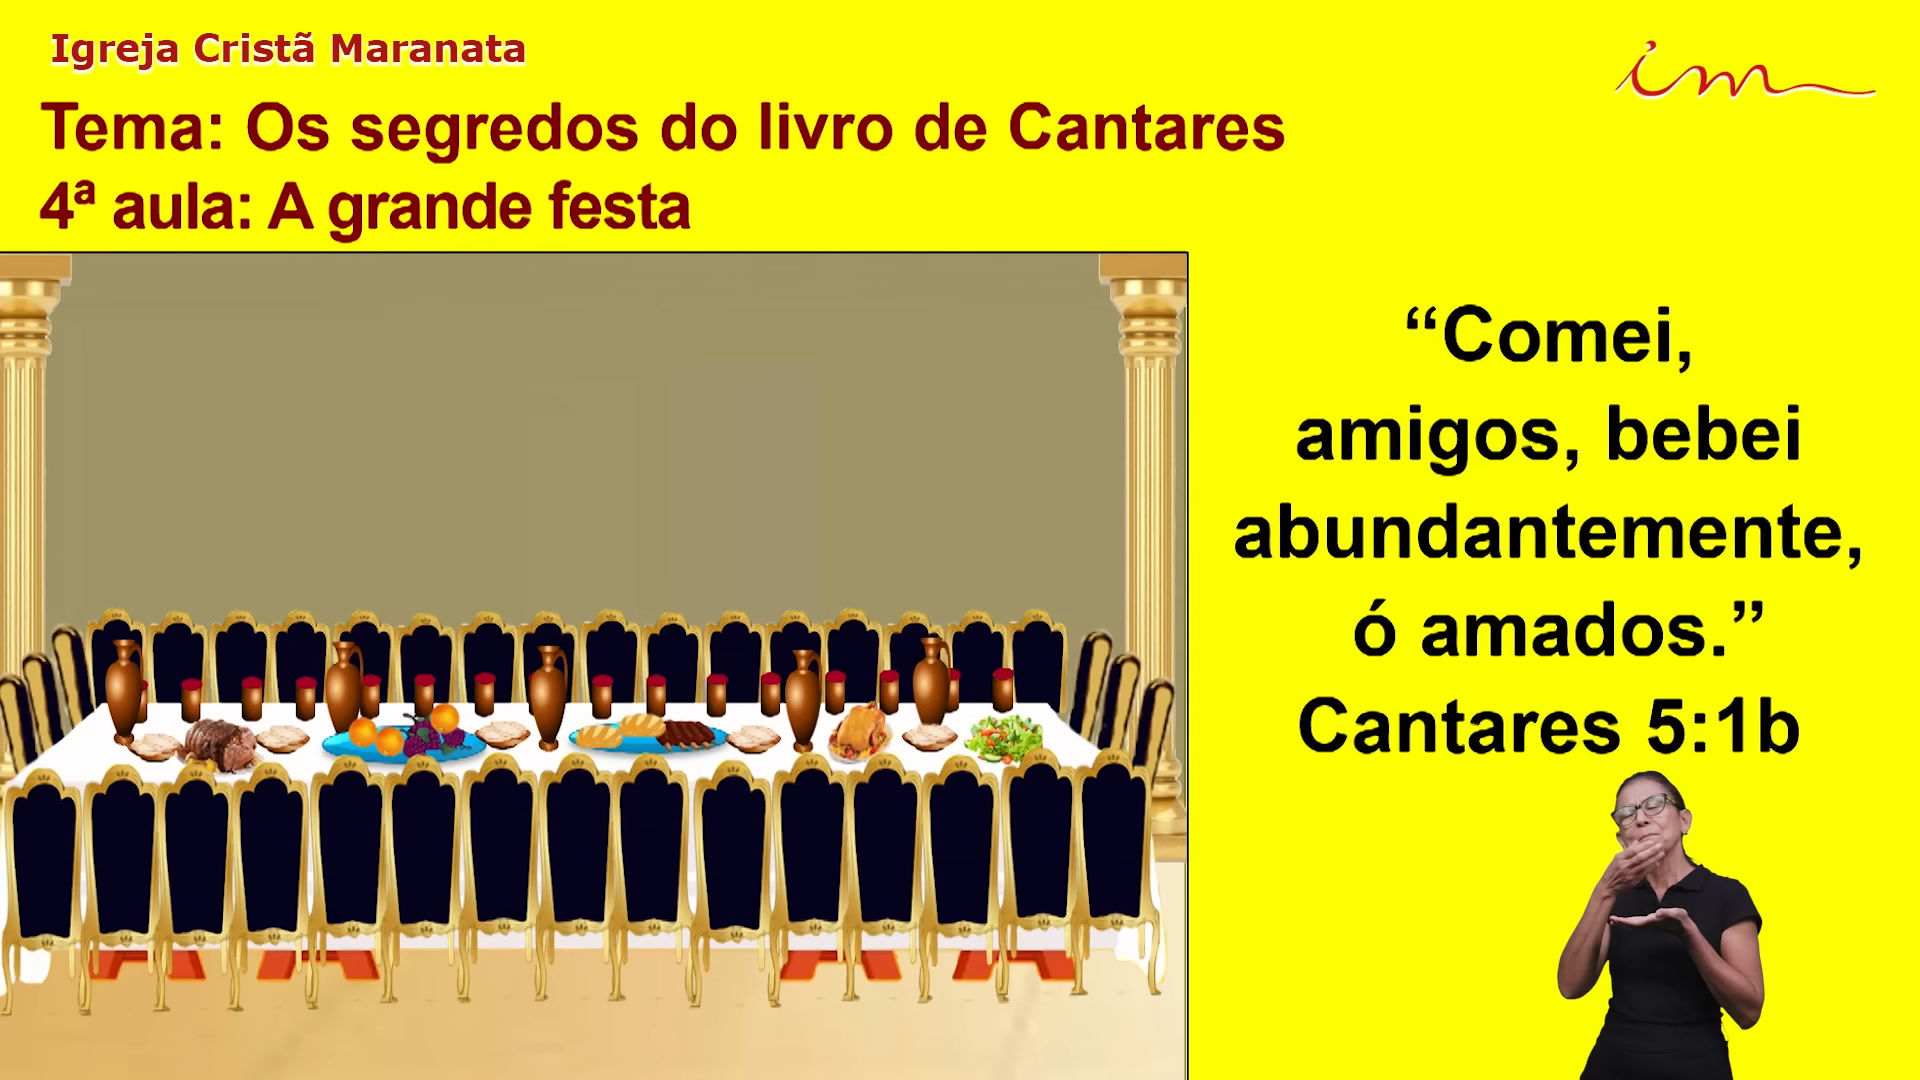 Igreja Cristã Maranata
im
Tema: Os segredos do livro de Cantares
4ª aula: A grande festa
“Comei,
amigos, bebei
abundantemente,
ó amados.”
Cantares 5:1b